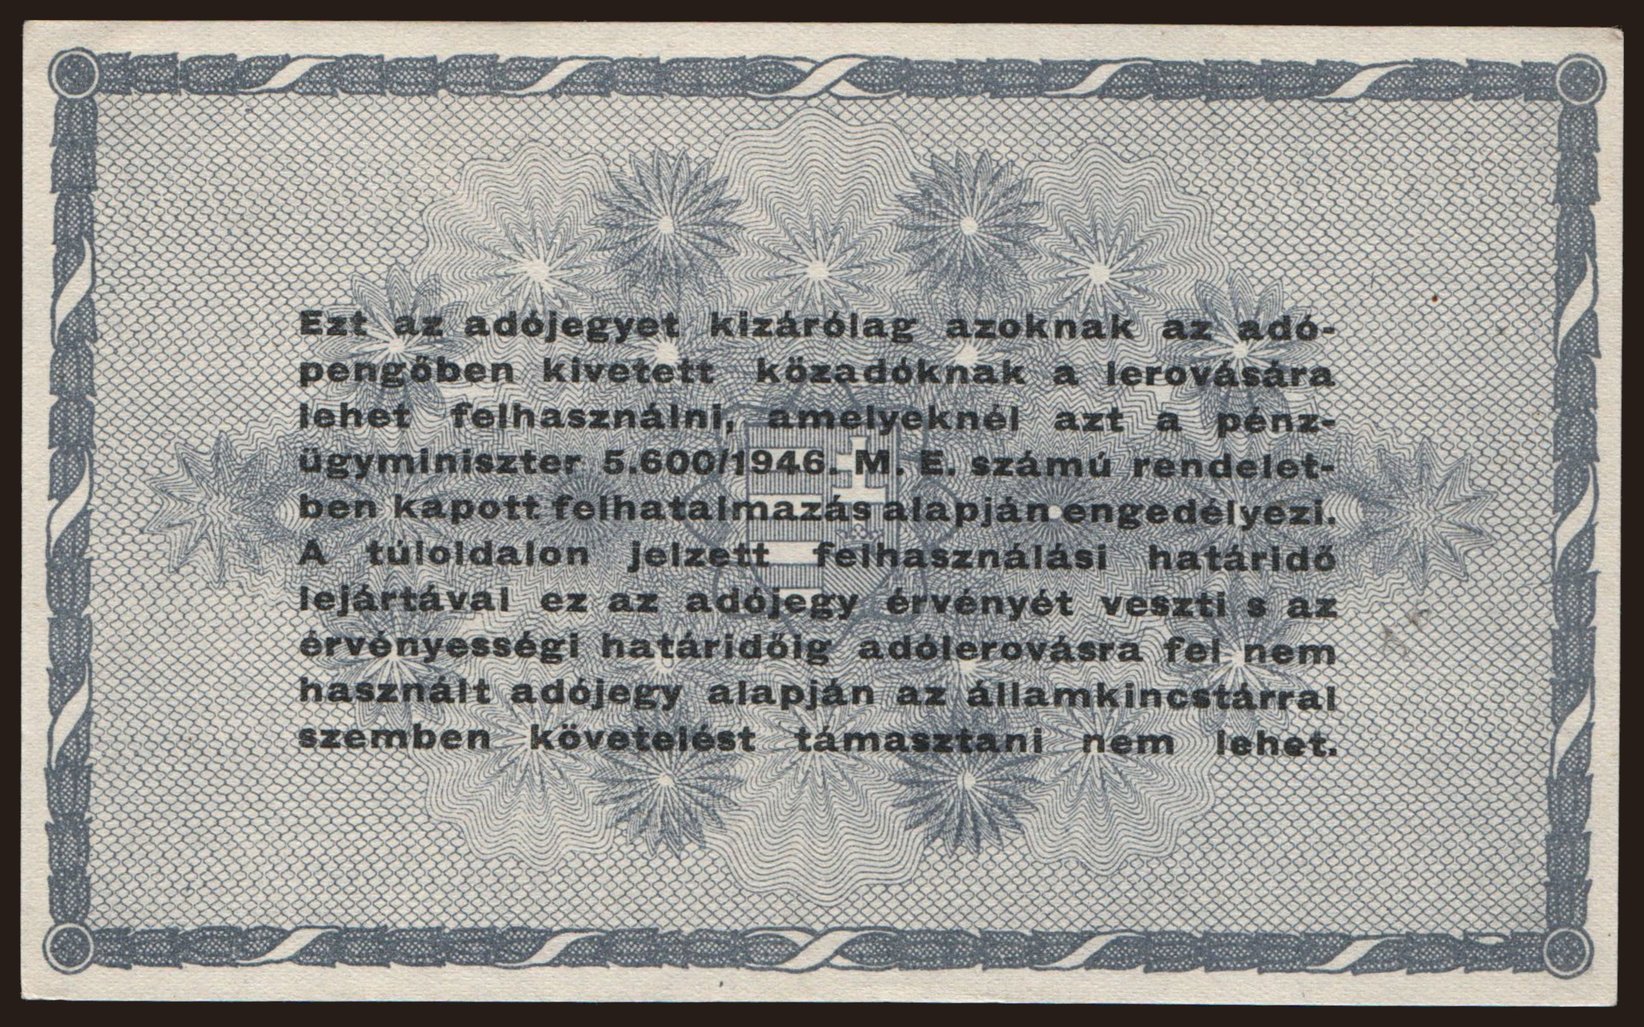 Ezt az adójegyet kizárólag azoknak az adó-
pengőben kivetett közadóknak a lerovására
lehet felhasználni, amelyeknél azt a pénz-
ügyminiszter 5.600/1946. M. E. számú rendelet-
ben kapott felhatalmazás alapján engedélyezi.
A túloldalon jelzett felhasználási határidő
lejártával ez az adójegy érvényét veszti s az
érvényességi határidőig adólerovásra fel nem
használt adójegy alapján az államkincstárral
szemben követelést támasztani nem lehet.